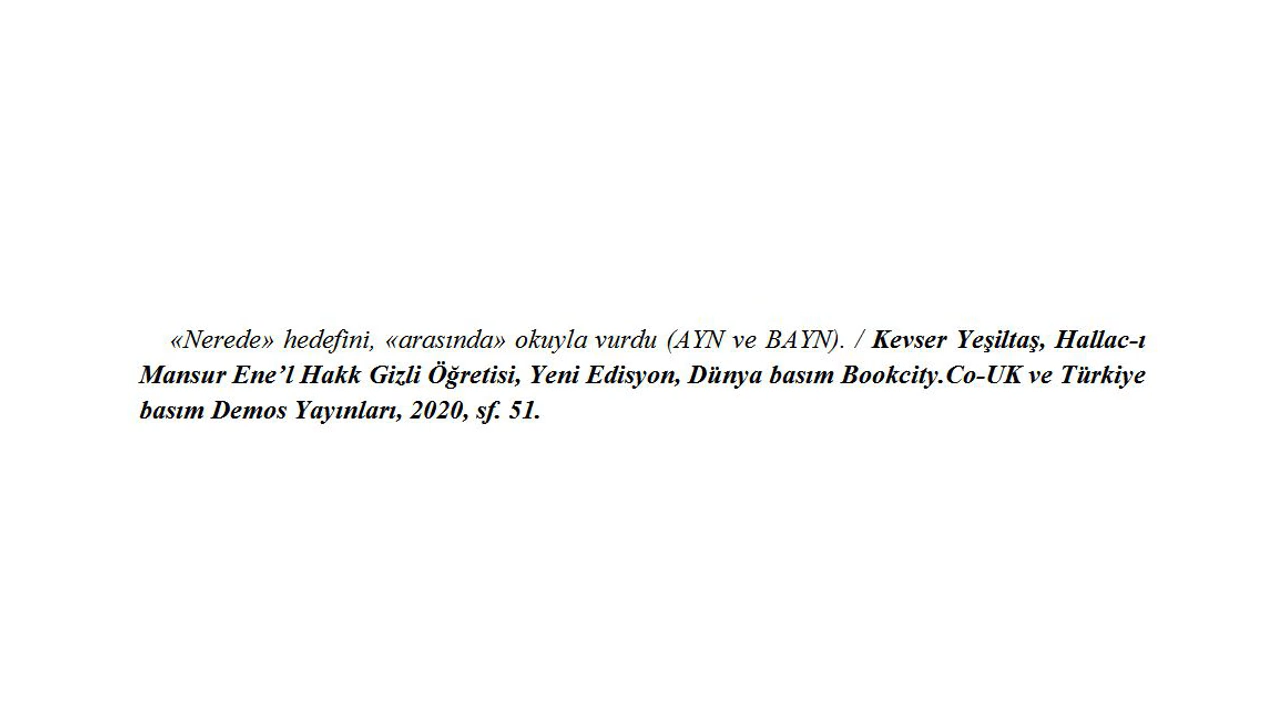 «Nerede» hedefini, «arasında» okuyla vurdu (AYN ve BAYN). / Kevser Yeşiltaş, Hallac-ı
Mansur Ene’l Hakk Gizli Öğretisi, Yeni Edisyon, Dünya basım Bookcity.Co-UK ve Türkiye
basım Demos Yayınları, 2020, sf. 51.